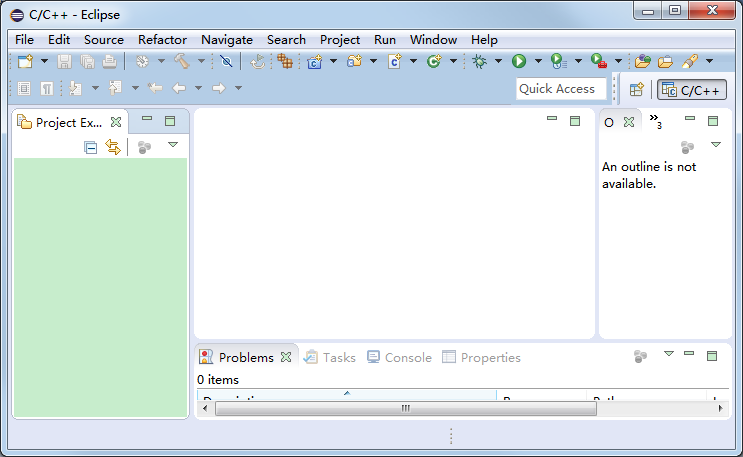 C/C++ - Eclipse
File Edit Source Refactor Navigate Search Project Run Window Help
Quick Access C/C++
Project Ex... O »3
An outline is not
available.
Problems Tasks Console Properties
0 items